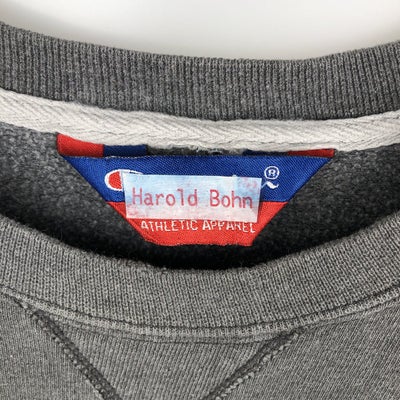 ®
Harold Bohn
ATHLETIC APPAREL